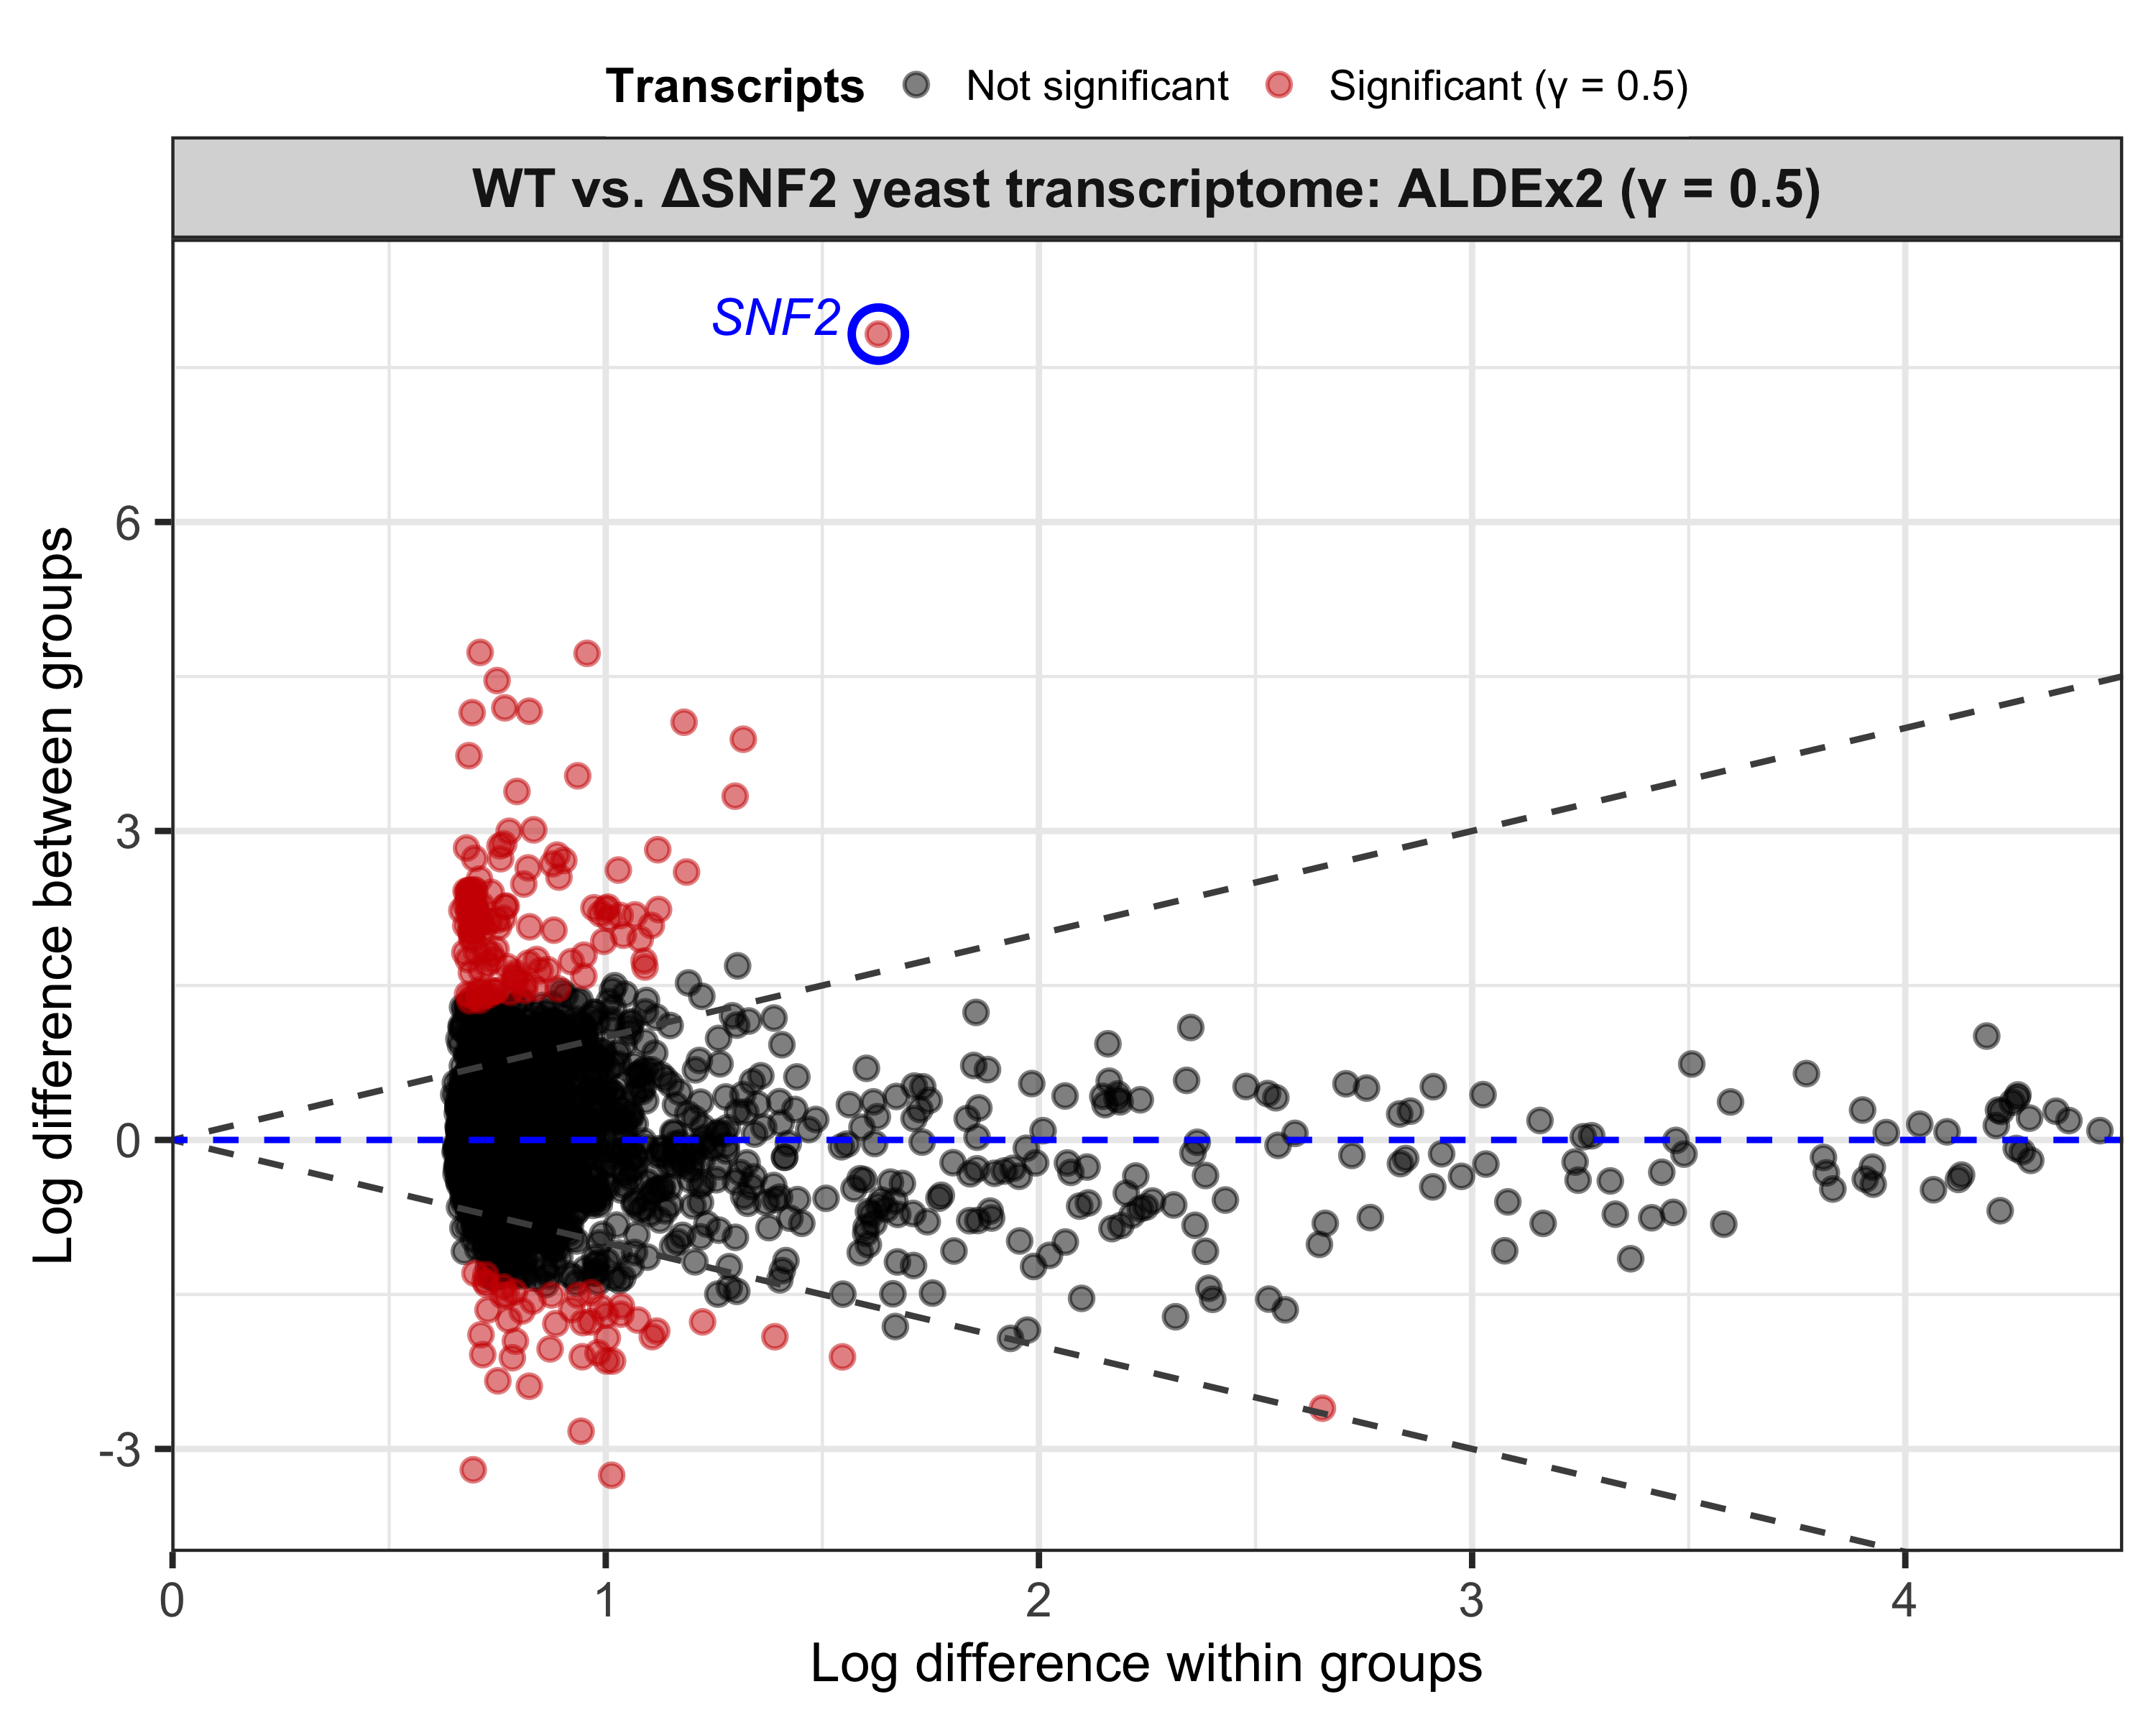 Transcripts Not significant Significant (γ = 0.5)
WT vs. ΔSNF2 yeast transcriptome: ALDEx2 (γ = 0.5)
SNF2
6
3
0
-3
Log difference between groups
0 1 2 3 4
Log difference within groups